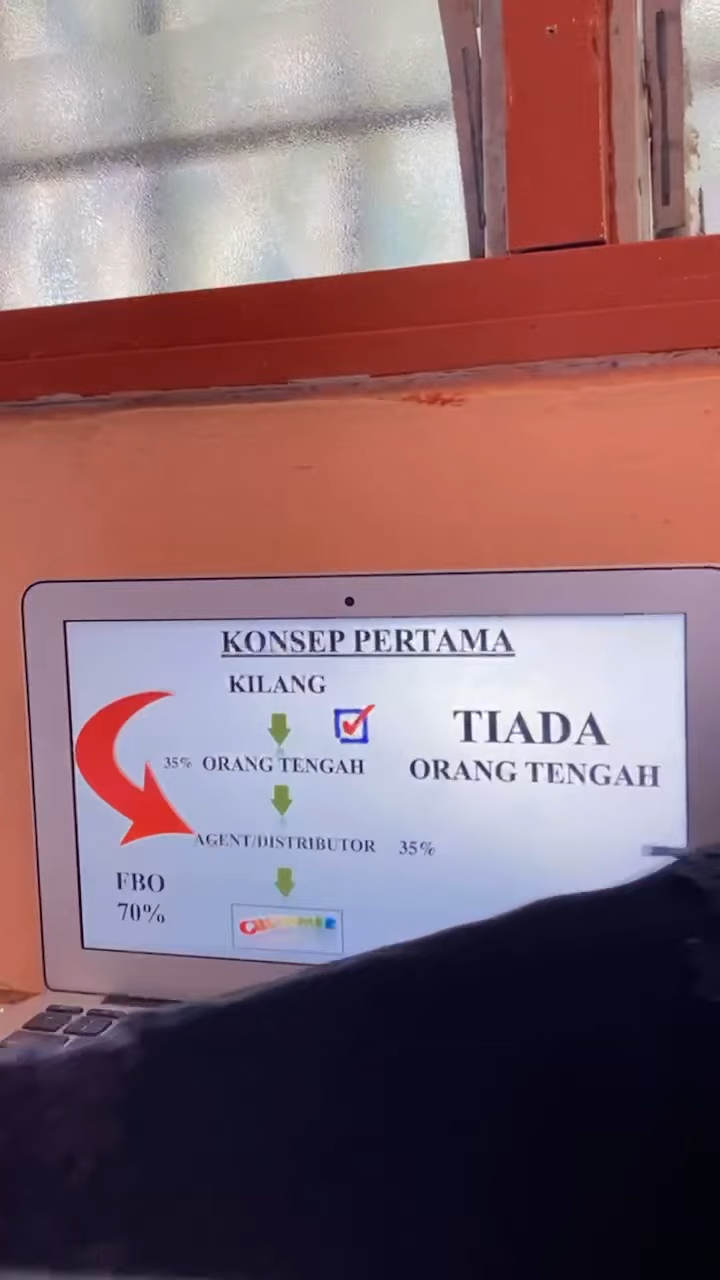 KONSEP PERTAMA
KILANG
TIADA
35% ORANG TENGAH
ORANG TENGAH
AGENT/DISTRIBUTOR 35%
FBO
70%